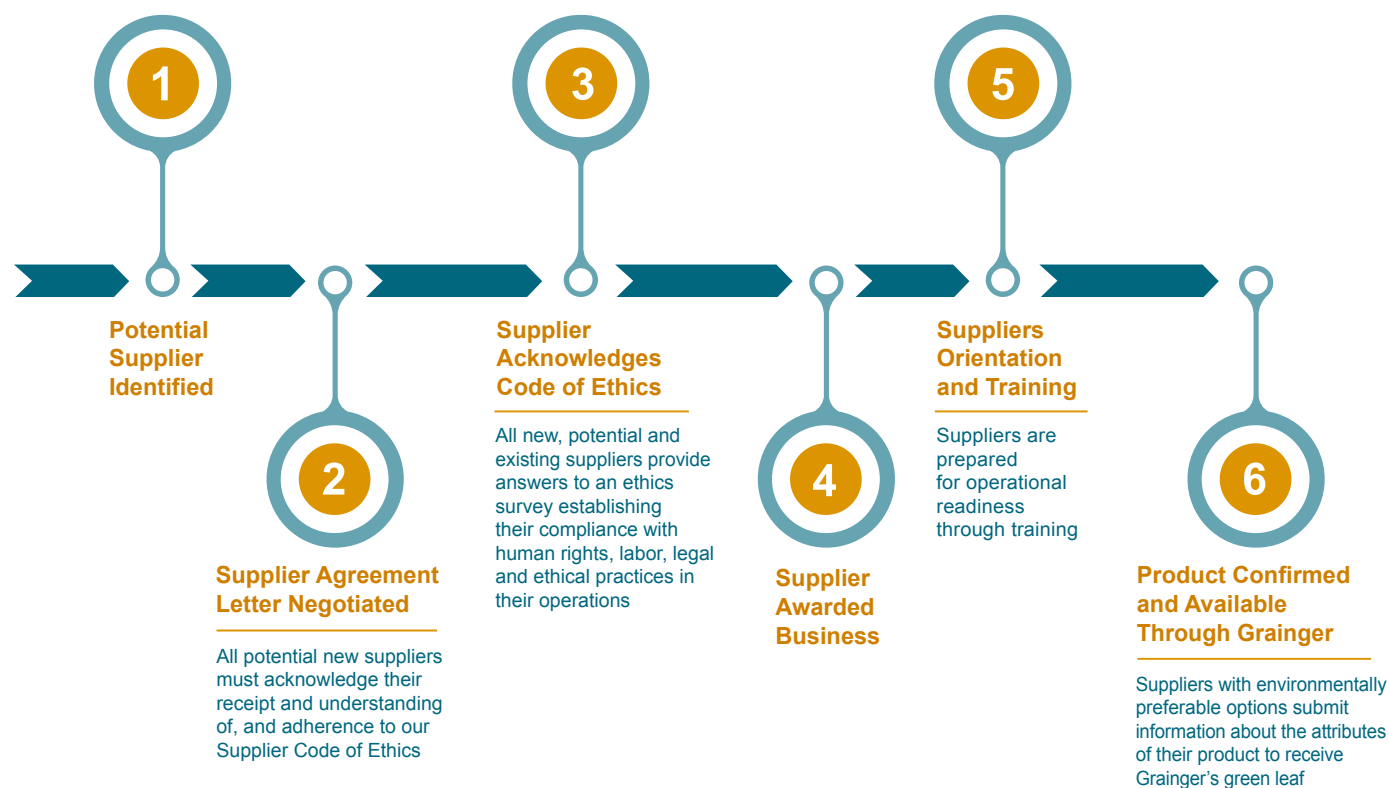 1
Potential
Supplier
Identified
2
Supplier Agreement
Letter Negotiated
All potential new suppliers
must acknowledge their
receipt and understanding
of, and adherence to our
Supplier Code of Ethics
3
Supplier
Acknowledges
Code of Ethics
All new, potential and
existing suppliers provide
answers to an ethics
survey establishing
their compliance with
human rights, labor, legal
and ethical practices in
their operations
4
Supplier
Awarded
Business
5
Suppliers
Orientation
and Training
Suppliers are
prepared
for operational
readiness
through training
6
Product Confirmed
and Available
Through Grainger
Suppliers with environmentally
preferable options submit
information about the attributes
of their product to receive
Grainger’s green leaf